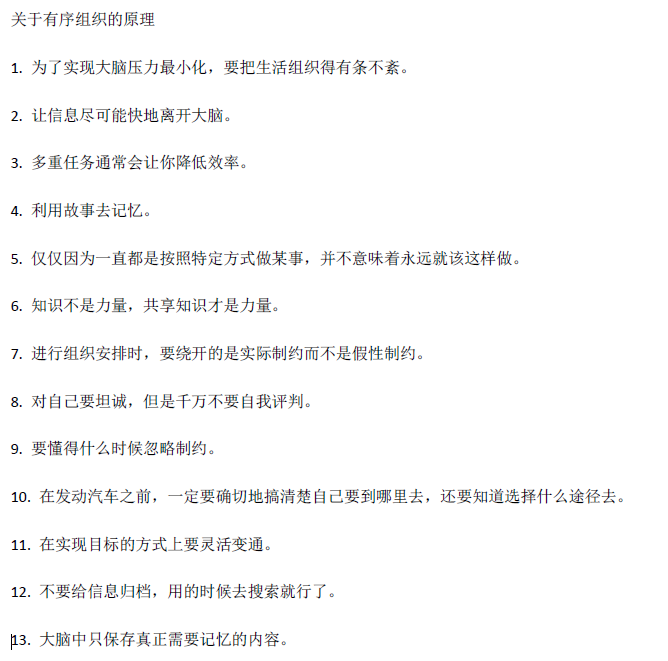 关于有序组织的原理
1. 为了实现大脑压力最小化，要把生活组织得有条不紊。
2. 让信息尽可能快地离开大脑。
3. 多重任务通常会让你降低效率。
4. 利用故事去记忆。
5. 仅仅因为一直都是按照特定方式做某事，并不意味着永远就该这样做。
6. 知识不是力量，共享知识才是力量。
7. 进行组织安排时，要绕开的是实际制约而不是假性制约。
8. 对自己要坦诚，但是千万不要自我评判。
9. 要懂得什么时候忽略制约。
10. 在发动汽车之前，一定要确切地搞清楚自己要到哪里去，还要知道选择什么途径去。
11. 在实现目标的方式上要灵活变通。
12. 不要给信息归档，用的时候去搜索就行了。
13. 大脑中只保存真正需要记忆的内容。